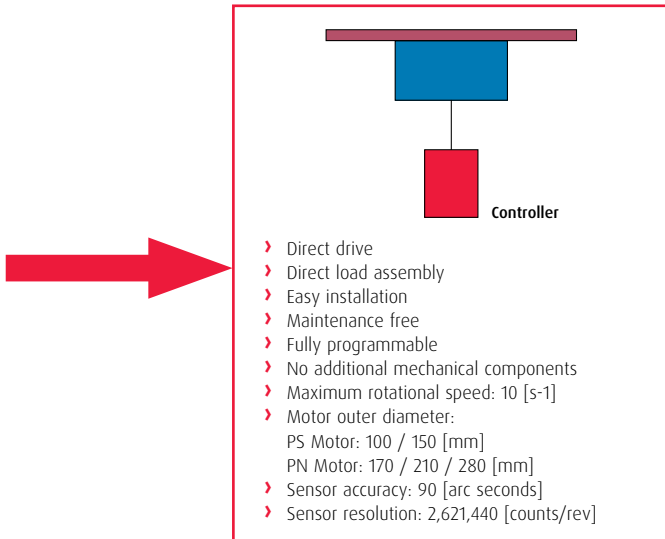 Controller
› Direct drive
› Direct load assembly
› Easy installation
› Maintenance free
› Fully programmable
› No additional mechanical components
› Maximum rotational speed: 10 [s-1]
› Motor outer diameter:
PS Motor: 100 / 150 [mm]
PN Motor: 170 / 210 / 280 [mm]
› Sensor accuracy: 90 [arc seconds]
› Sensor resolution: 2,621,440 [counts/rev]